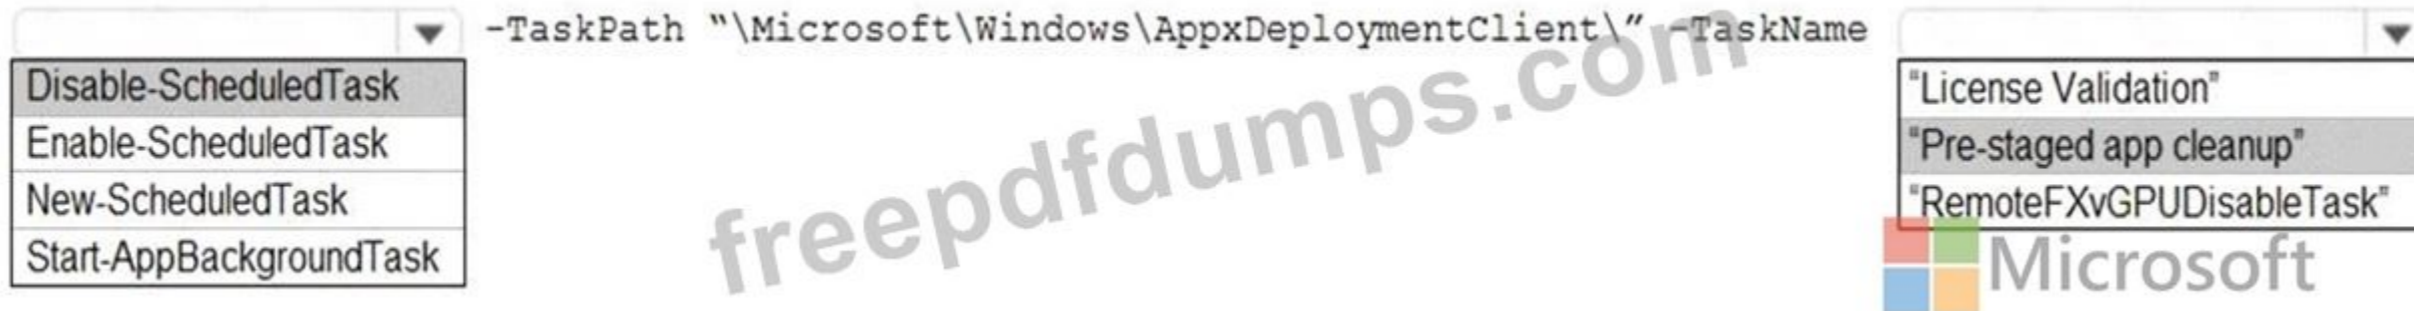 -TaskPath “\Microsoft\Windows\AppxDeploymentClient\” -TaskName
Disable-ScheduledTask
Enable-ScheduledTask
New-ScheduledTask
Start-AppBackgroundTask
"License Validation"
"Pre-staged app cleanup"
"RemoteFXvGPUDisableTask"
freepdfdumps.com
Microsoft